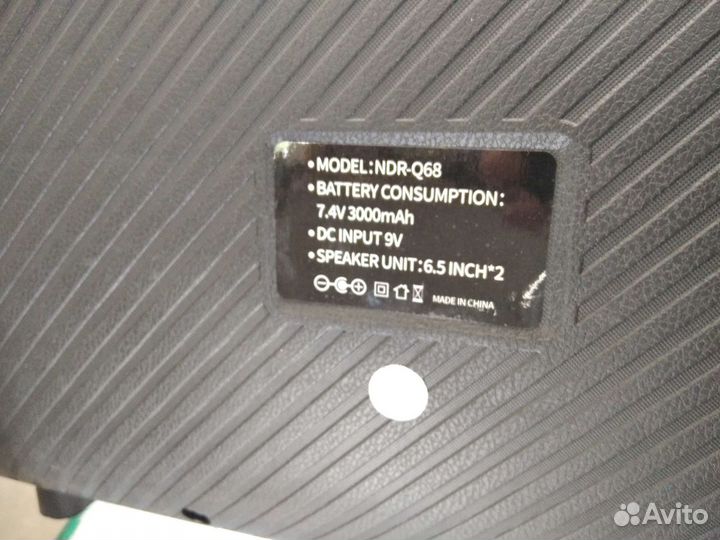 •MODEL:NDR-Q68
•BATTERY CONSUMPTION:
7.4V 3000mAh
•DC INPUT 9V
•SPEAKER UNIT:6.5 INCH*2
MADE IN CHINA
Avito